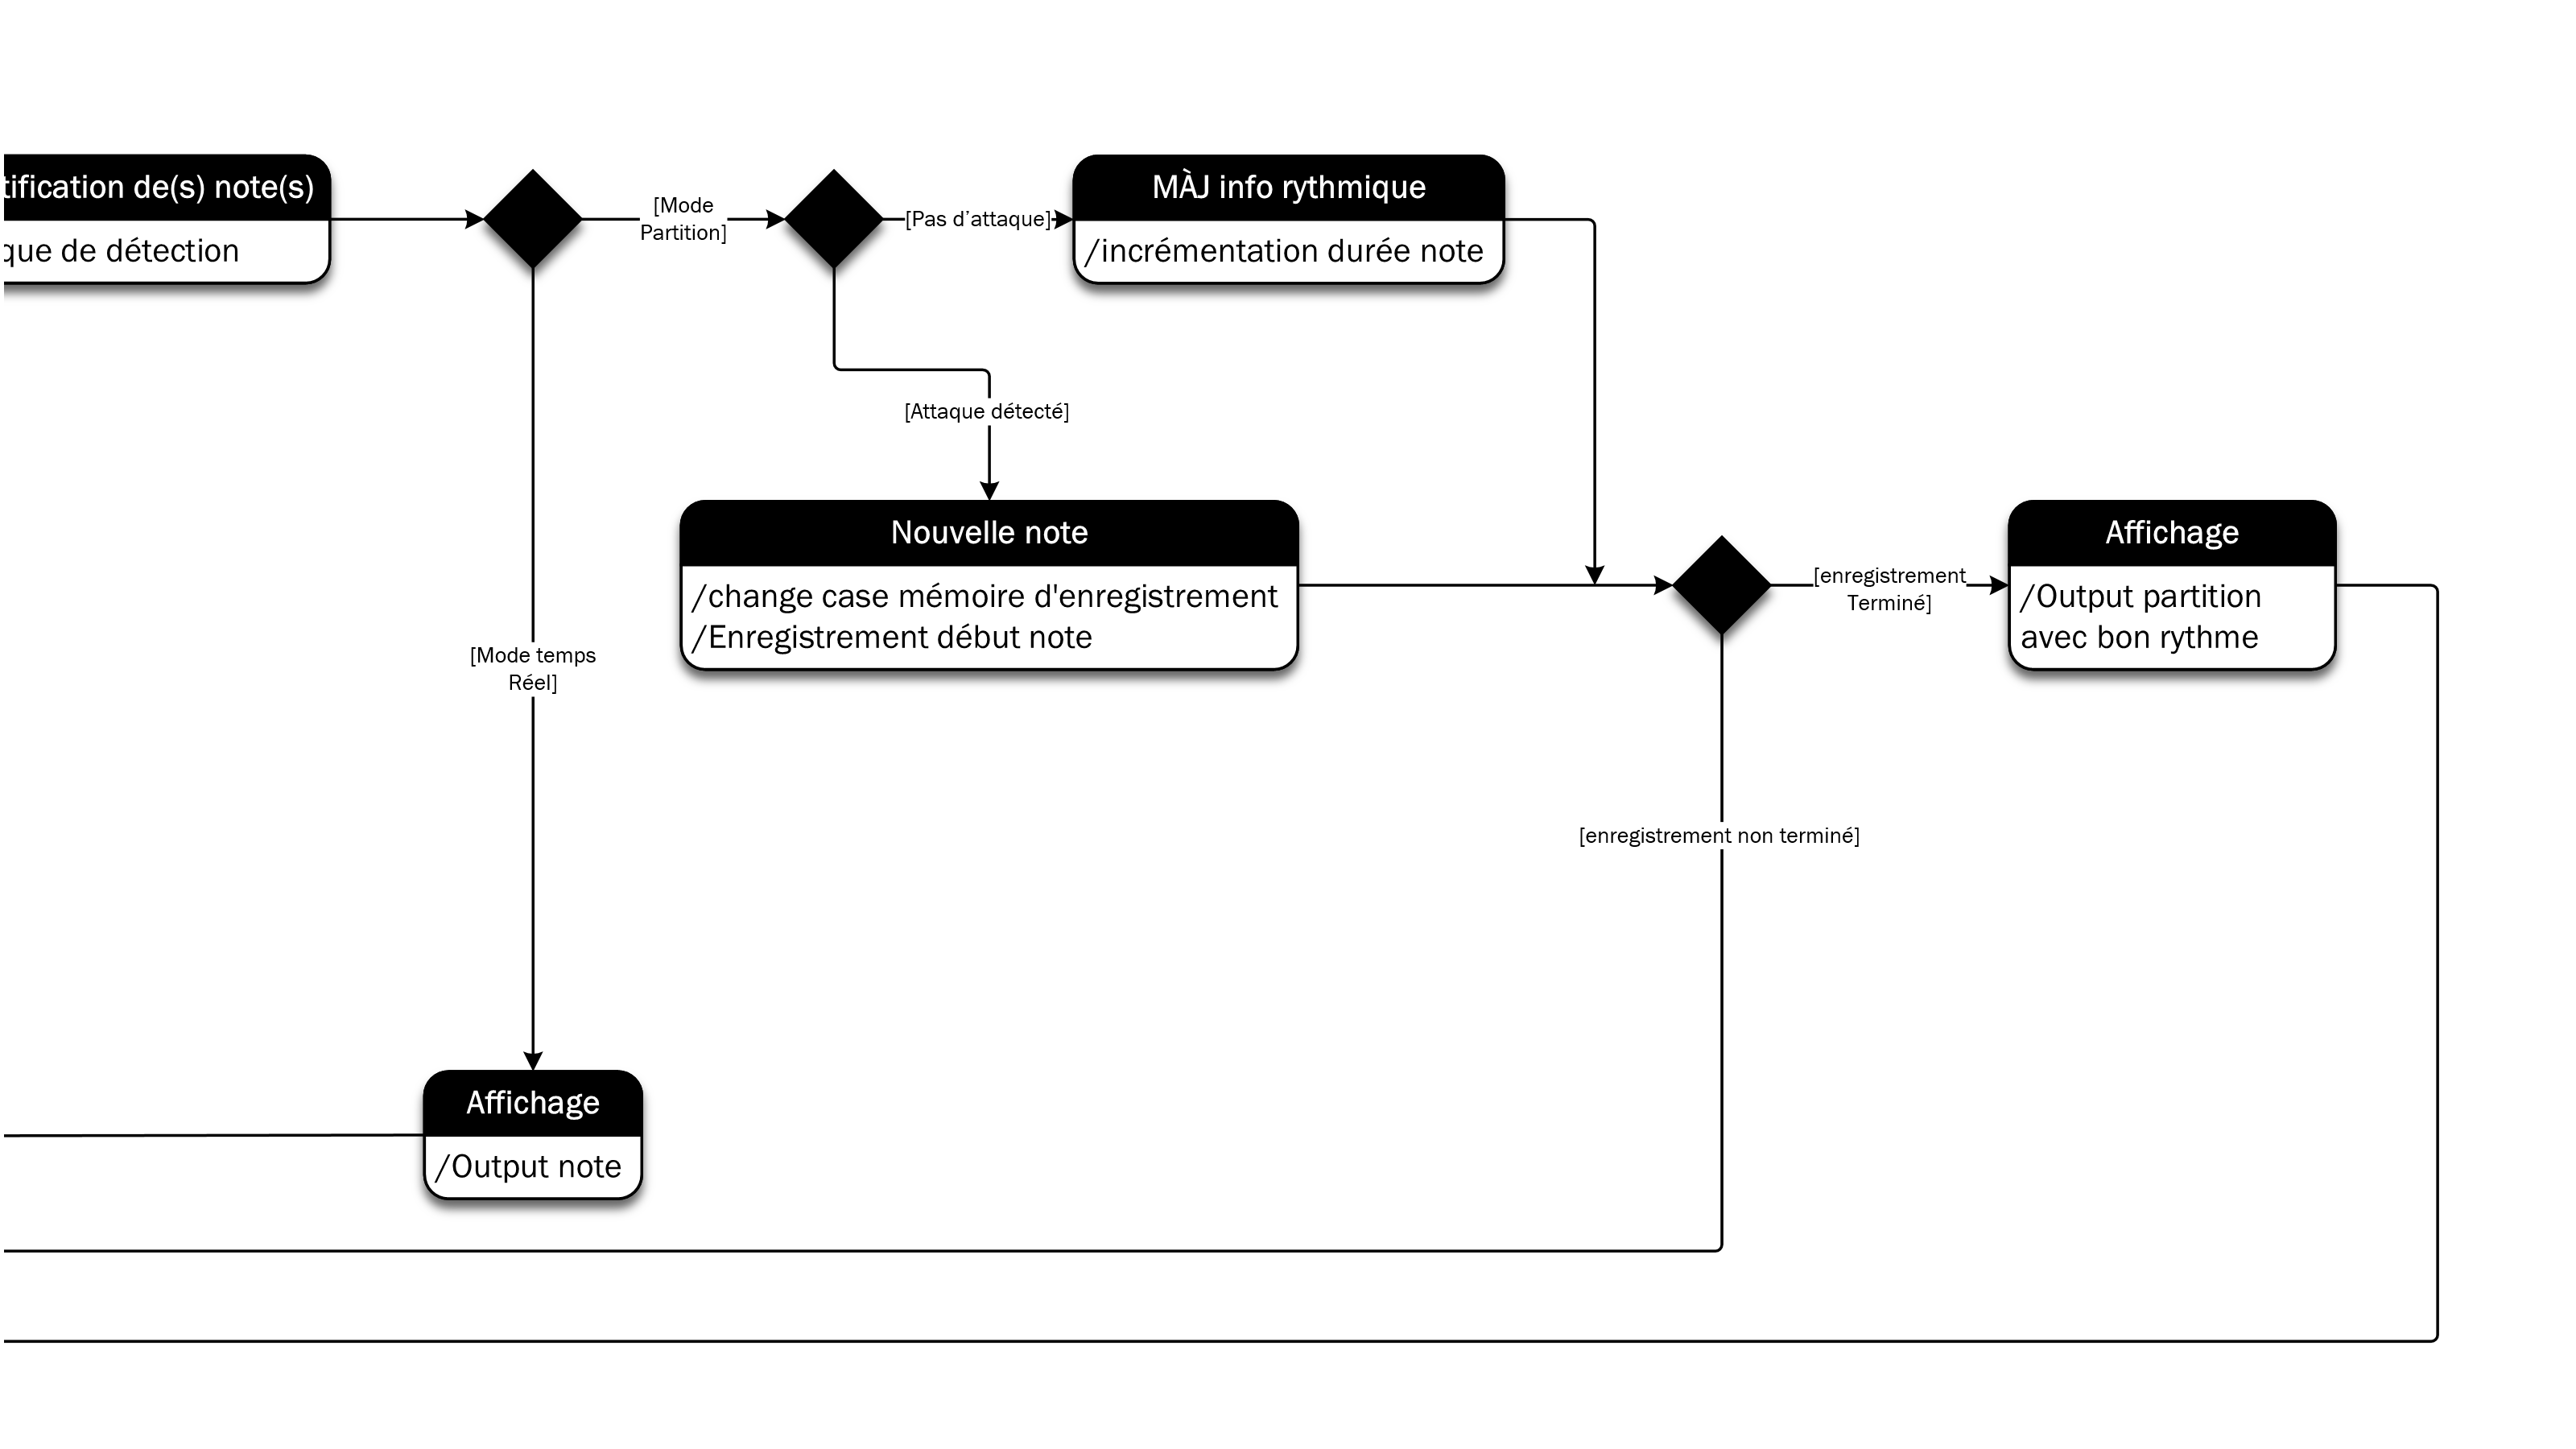 tification de(s) note(s)
que de détection
[Mode
Partition]
[Pas d’attaque]
MÀJ info rythmique
/incrémentation durée note
[Attaque détecté]
Nouvelle note
/change case mémoire d'enregistrement
/Enregistrement début note
[enregistrement
Terminé]
Affichage
/Output partition
avec bon rythme
[Mode temps
Réel]
[enregistrement non terminé]
Affichage
/Output note